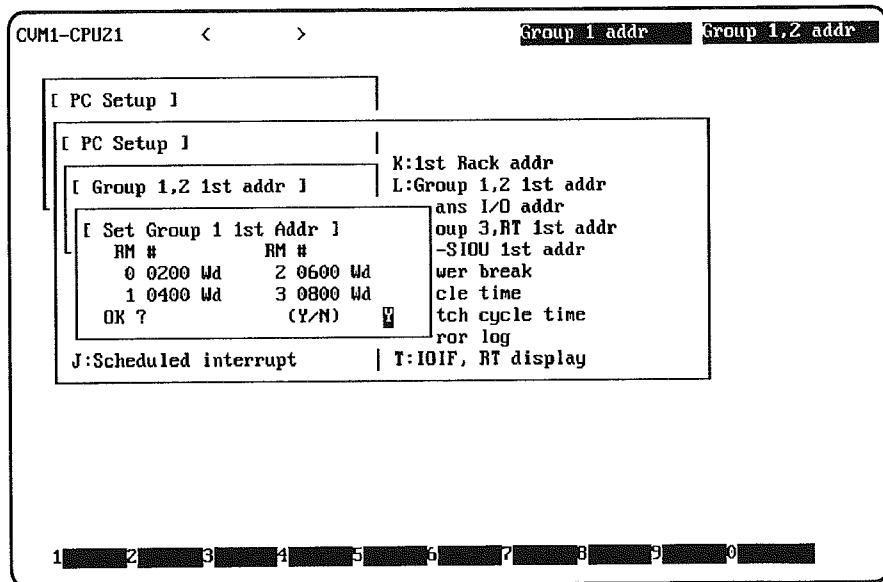 CVM1-CPU21 < > Group 1 addr Group 1,2 addr
[ PC Setup ]
[ PC Setup ]
K:1st Rack addr
[ Group 1,2 1st addr ] L:Group 1,2 1st addr
ans I/O addr
[ Set Group 1 1st Addr ] oup 3,RT 1st addr
RM # RM # -SIOU 1st addr
0 0200 Wd 2 0600 Wd wer break
1 0400 Wd 3 0800 Wd cle time
OK ? (Y/N) Y tch cycle time
ror log
J:Scheduled interrupt T:IOIF, RT display
1 2 3 4 5 6 7 8 9 0